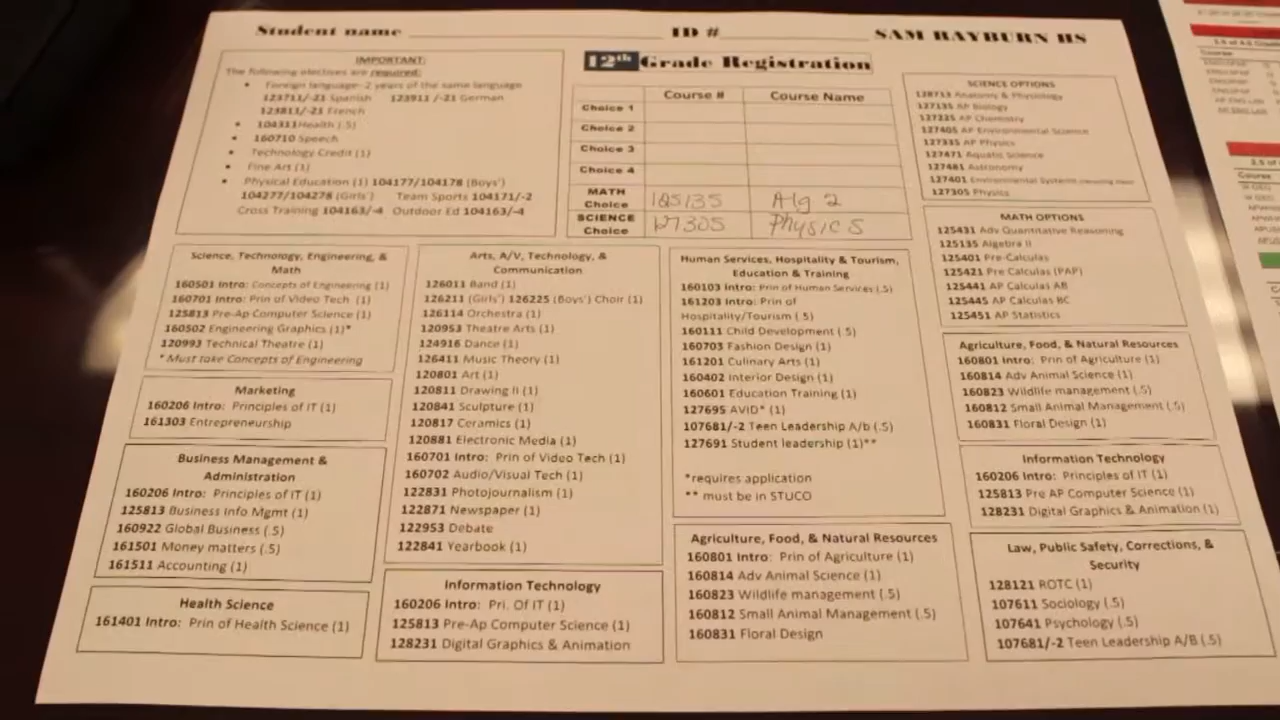 Student name ID # SAM RAYBURN HS
12th Grade Registration
IMPORTANT:
The following electives are required:
• Foreign language- 2 years of the same language
123711/-21 Spanish 123911 /-21 German
123811/-21 French
• 104311Health (.5)
• 160710 Speech
• Technology Credit (1)
• Fine Art (1)
• Physical Education (1) 104177/104178 (Boys')
104277/104278 (Girls') Team Sports 104171/-2
Cross Training 104163/-4 Outdoor Ed 104163/-4
Course # Course Name
Choice 1
Choice 2
Choice 3
Choice 4
MATH Choice 125135 Alg 2
SCIENCE Choice 127305 Physics
SCIENCE OPTIONS
128713 Anatomy & Physiology
127135 AP Biology
127225 AP Chemistry
127405 AP Environmental Science
127335 AP Physics
127471 Aquatic Science
127481 Astronomy
127401 Environmental Systems
127305 Physics
MATH OPTIONS
125431 Adv Quantitative Reasoning
125135 Algebra II
125401 Pre-Calculas
125421 Pre Calculas (PAP)
125441 AP Calculas AB
125445 AP Calculas BC
125451 AP Statistics
Science, Technology, Engineering, &
Math
160501 Intro: Concepts of Engineering (1)
160701 Intro: Prin of Video Tech (1)
125813 Pre-Ap Computer Science (1)
160502 Engineering Graphics (1)*
120993 Technical Theatre (1)
* Must take Concepts of Engineering
Marketing
160206 Intro: Principles of IT (1)
161303 Entrepreneurship
Business Management &
Administration
160206 Intro: Principles of IT (1)
125813 Business Info Mgmt (1)
160922 Global Business (.5)
161501 Money matters (.5)
161511 Accounting (1)
Health Science
161401 Intro: Prin of Health Science (1)
Arts, A/V, Technology, &
Communication
126011 Band (1)
126211 (Girls') 126225 (Boys') Choir (1)
126114 Orchestra (1)
120953 Theatre Arts (1)
124916 Dance (1)
126411 Music Theory (1)
120801 Art (1)
120811 Drawing II (1)
120841 Sculpture (1)
120817 Ceramics (1)
120881 Electronic Media (1)
160701 Intro: Prin of Video Tech (1)
160702 Audio/Visual Tech (1)
122831 Photojournalism (1)
122871 Newspaper (1)
122953 Debate
122841 Yearbook (1)
Information Technology
160206 Intro: Pri. Of IT (1)
125813 Pre-Ap Computer Science (1)
128231 Digital Graphics & Animation
Human Services, Hospitality & Tourism,
Education & Training
160103 Intro: Prin of Human Services (.5)
161203 Intro: Prin of
Hospitality/Tourism (.5)
160111 Child Development (.5)
160703 Fashion Design (1)
161201 Culinary Arts (1)
160402 Interior Design (1)
160601 Education Training (1)
127695 AVID* (1)
107681/-2 Teen Leadership A/b (.5)
127691 Student leadership (1)**
*requires application
** must be in STUCO
Agriculture, Food, & Natural Resources
160801 Intro: Prin of Agriculture (1)
160814 Adv Animal Science (1)
160823 Wildlife management (.5)
160812 Small Animal Management (.5)
160831 Floral Design
Agriculture, Food, & Natural Resources
160801 Intro: Prin of Agriculture (1)
160814 Adv Animal Science (1)
160823 Wildlife management (.5)
160812 Small Animal Management (.5)
160831 Floral Design (1)
Information Technology
160206 Intro: Principles of IT (1)
125813 Pre AP Computer Science (1)
128231 Digital Graphics & Animation (1)
Law, Public Safety, Corrections, &
Security
128121 ROTC (1)
107611 Sociology (.5)
107641 Psychology (.5)
107681/-2 Teen Leadership A/B (.5)
Course
Course